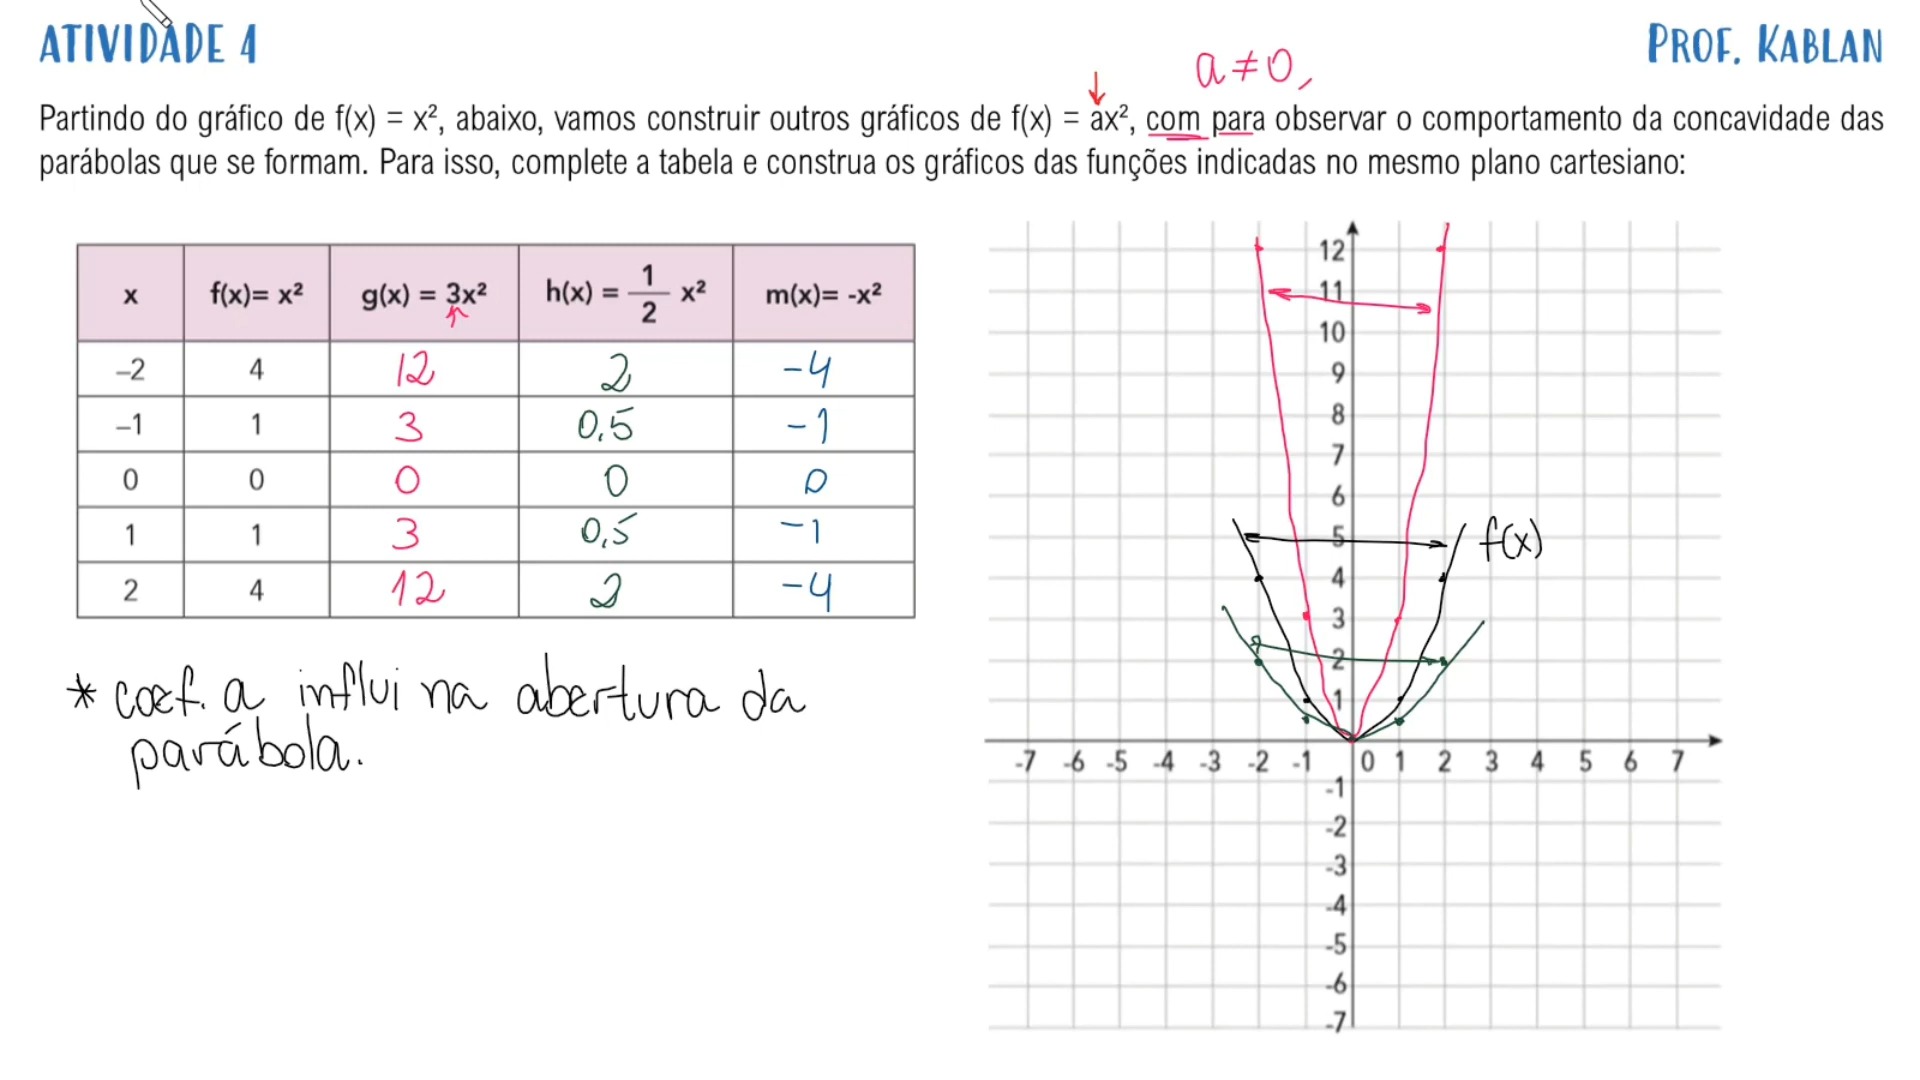 ATIVIDADE 4
PROF. KABLAN
a≠0,
Partindo do gráfico de f(x) = x², abaixo, vamos construir outros gráficos de f(x) = ax², com para observar o comportamento da concavidade das
parábolas que se formam. Para isso, complete a tabela e construa os gráficos das funções indicadas no mesmo plano cartesiano:
x f(x)= x² g(x) = 3x² h(x) = 1/2 x² m(x)= -x²
–2 4 12 2 -4
–1 1 3 0,5 -1
0 0 0 0 0
1 1 3 0,5 -1
2 4 12 2 -4
* coef. a influi na abertura da
parábola.
12
11
10
9
8
7
6
5 f(x)
4
3
2
1
-7 -6 -5 -4 -3 -2 -1 0 1 2 3 4 5 6 7
-1
-2
-3
-4
-5
-6
-7